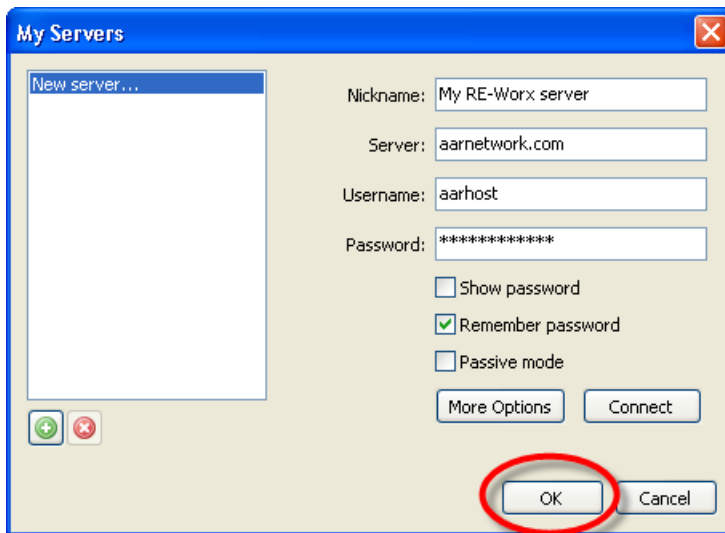 My Servers
New server...
Nickname: My RE-Worx server
Server: aarnetwork.com
Username: aarhost
Password: ************
Show password
Remember password
Passive mode
More Options Connect
OK Cancel